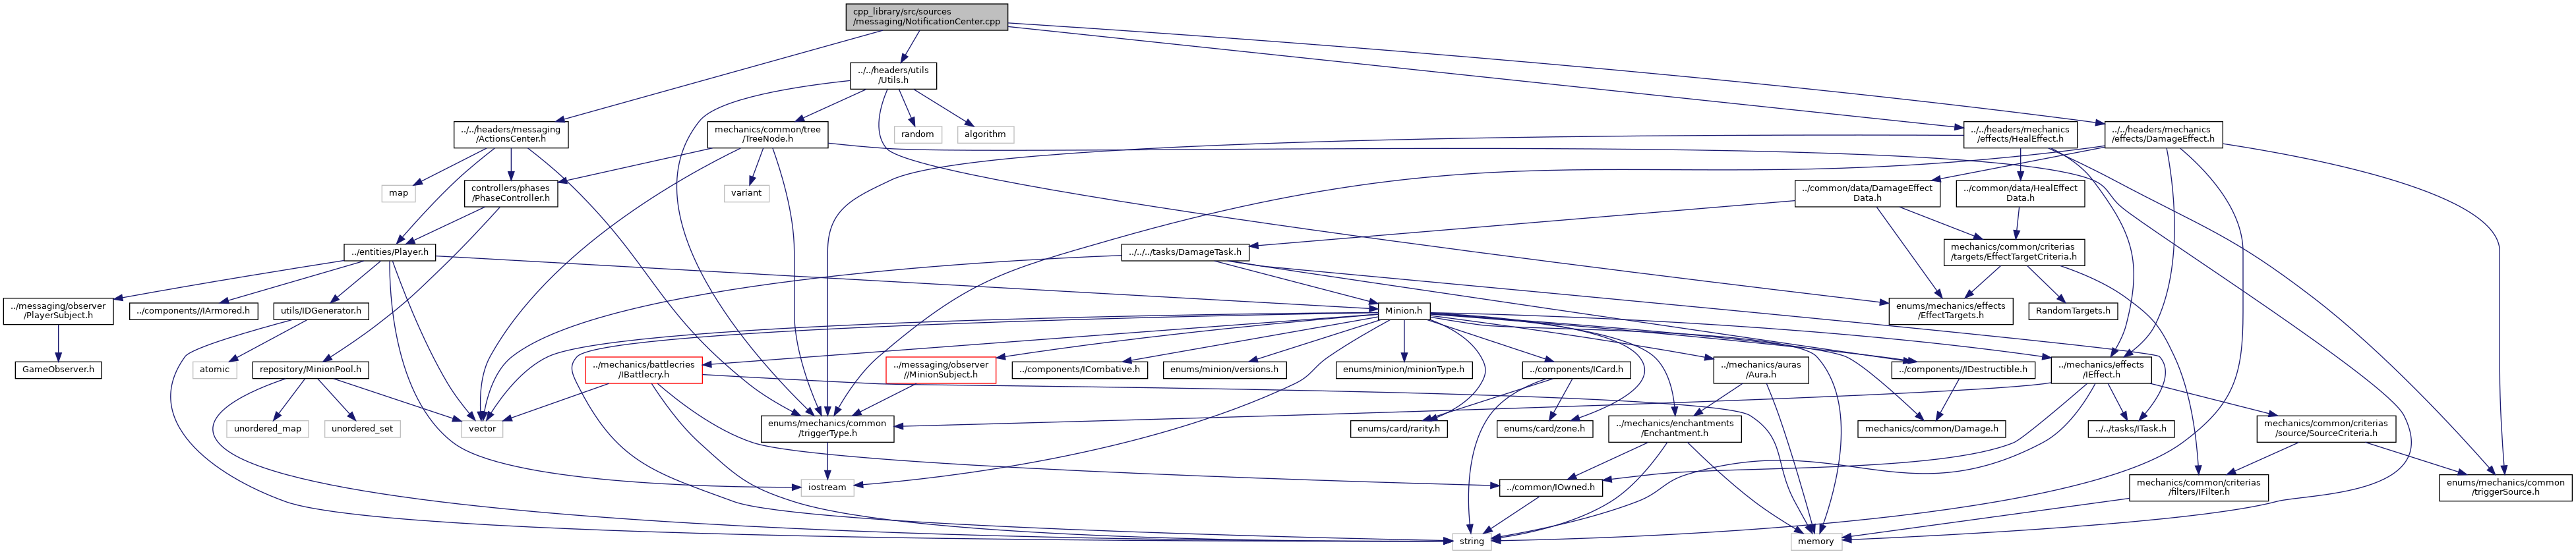 cpp_library/src/sources
/messaging/NotificationCenter.cpp
../../headers/utils
/Utils.h
../../headers/messaging
/ActionsCenter.h
mechanics/common/tree
/TreeNode.h
random
algorithm
../../headers/mechanics
/effects/HealEffect.h
../../headers/mechanics
/effects/DamageEffect.h
map
controllers/phases
/PhaseController.h
variant
../common/data/DamageEffect
Data.h
../common/data/HealEffect
Data.h
../entities/Player.h
../../../tasks/DamageTask.h
mechanics/common/criterias
/targets/EffectTargetCriteria.h
../messaging/observer
/PlayerSubject.h
../components//IArmored.h
utils/IDGenerator.h
Minion.h
enums/mechanics/effects
/EffectTargets.h
RandomTargets.h
GameObserver.h
atomic
repository/MinionPool.h
../mechanics/battlecries
/IBattlecry.h
../messaging/observer
//MinionSubject.h
../components/ICombative.h
enums/minion/versions.h
enums/minion/minionType.h
../components/ICard.h
../mechanics/auras
/Aura.h
../components//IDestructible.h
../mechanics/effects
/IEffect.h
unordered_map
unordered_set
vector
enums/mechanics/common
/triggerType.h
enums/card/rarity.h
enums/card/zone.h
../mechanics/enchantments
/Enchantment.h
mechanics/common/Damage.h
../../tasks/ITask.h
mechanics/common/criterias
/source/SourceCriteria.h
iostream
../common/IOwned.h
mechanics/common/criterias
/filters/IFilter.h
enums/mechanics/common
/triggerSource.h
string
memory